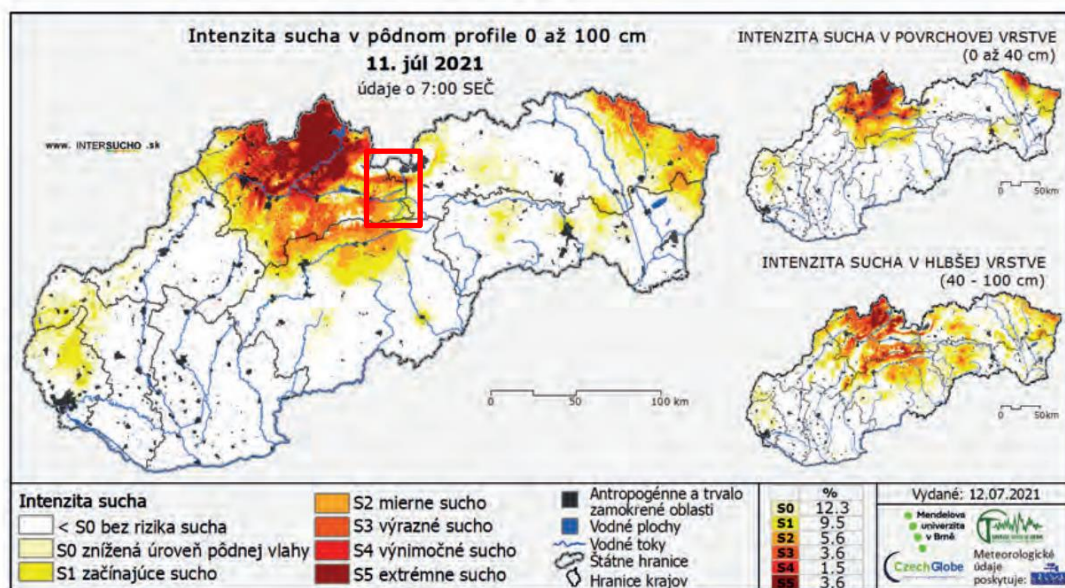 Intenzita sucha v pôdnom profile 0 až 100 cm
11. júl 2021
údaje o 7:00 SEČ
www. INTERSUCHO .sk
0 50 100 km
INTENZITA SUCHA V POVRCHOVEJ VRSTVE
(0 až 40 cm)
0 50km
INTENZITA SUCHA V HLBŠEJ VRSTVE
(40 - 100 cm)
0 50km
Intenzita sucha
< S0 bez rizika sucha
S0 znížená úroveň pôdnej vlahy
S1 začínajúce sucho
S2 mierne sucho
S3 výrazné sucho
S4 výnimočné sucho
S5 extrémne sucho
Antropogénne a trvalo
zamokrené oblasti
Vodné plochy
Vodné toky
Štátne hranice
Hranice krajov
%
S0 12.3
S1 9.5
S2 5.6
S3 3.6
S4 1.5
S5 3.6
Vydané: 12.07.2021
Mendelova
univerzita
v Brně
CzechGlobe
Meteorologické
údaje
poskytuje: